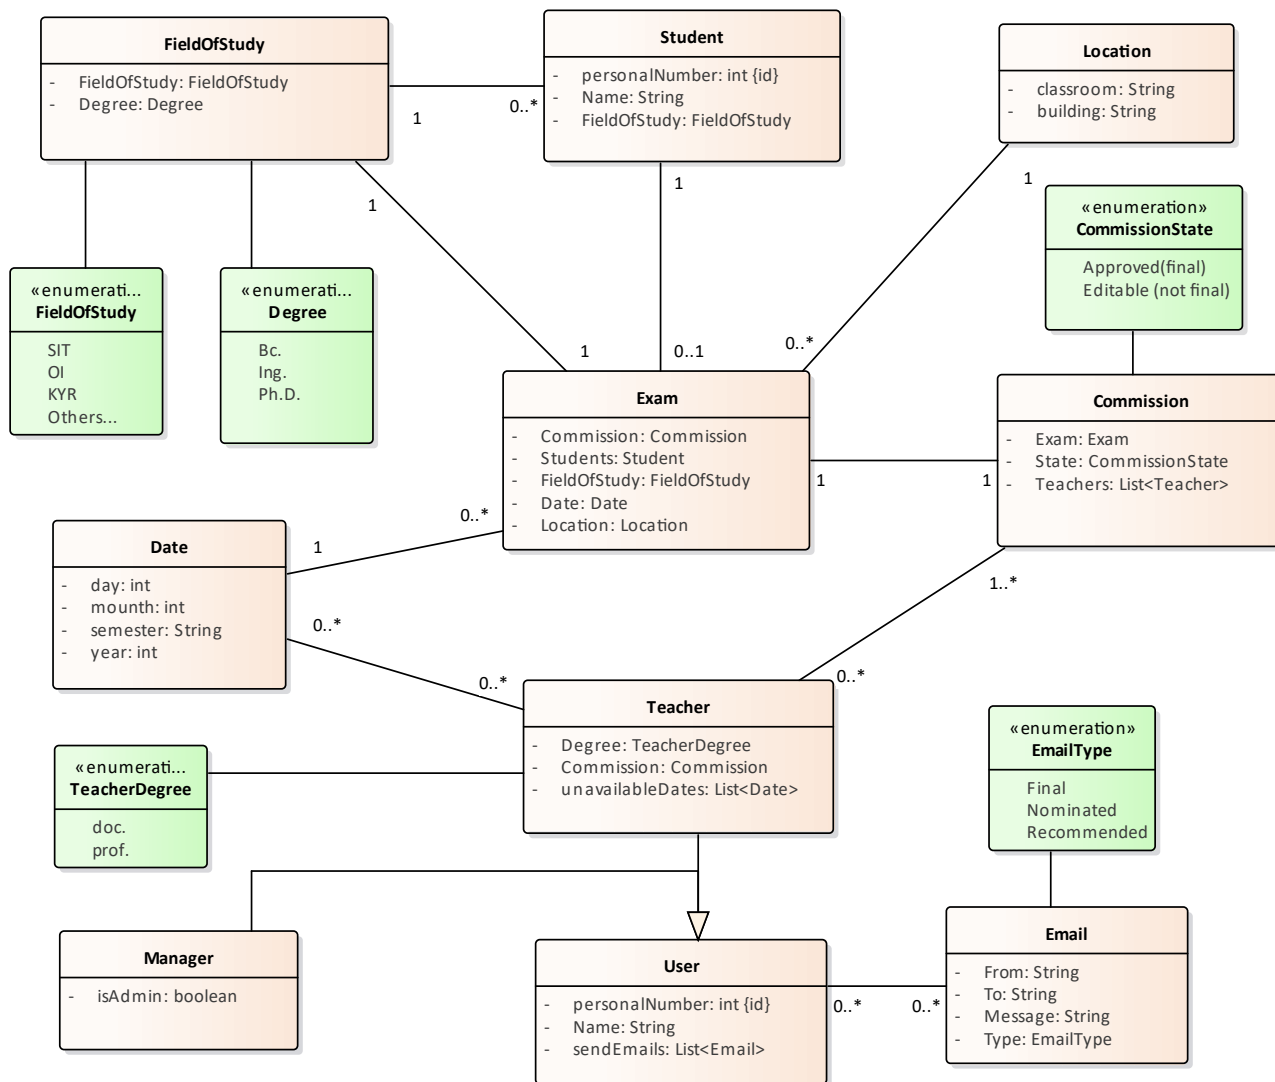 FieldOfStudy
- FieldOfStudy: FieldOfStudy
- Degree: Degree
Student
- personalNumber: int {id}
- Name: String
- FieldOfStudy: FieldOfStudy
Location
- classroom: String
- building: String
1
0..*
1
1
1
«enumeration»
CommissionState
Approved(final)
Editable (not final)
«enumerati...
FieldOfStudy
SIT
OI
KYR
Others...
«enumerati...
Degree
Bc.
Ing.
Ph.D.
1
0..1
0..*
Exam
- Commission: Commission
- Students: Student
- FieldOfStudy: FieldOfStudy
- Date: Date
- Location: Location
Commission
- Exam: Exam
- State: CommissionState
- Teachers: List<Teacher>
1
1
0..*
1
Date
- day: int
- mounth: int
- semester: String
- year: int
0..*
0..*
1..*
0..*
Teacher
- Degree: TeacherDegree
- Commission: Commission
- unavailableDates: List<Date>
«enumerati...
TeacherDegree
doc.
prof.
«enumeration»
EmailType
Final
Nominated
Recommended
Manager
- isAdmin: boolean
User
- personalNumber: int {id}
- Name: String
- sendEmails: List<Email>
0..*
0..*
Email
- From: String
- To: String
- Message: String
- Type: EmailType